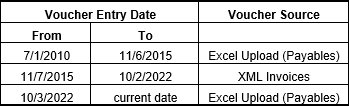 Voucher Entry Date Voucher Source
From To
7/1/2010 11/6/2015 Excel Upload (Payables)
11/7/2015 10/2/2022 XML Invoices
10/3/2022 current date Excel Upload (Payables)